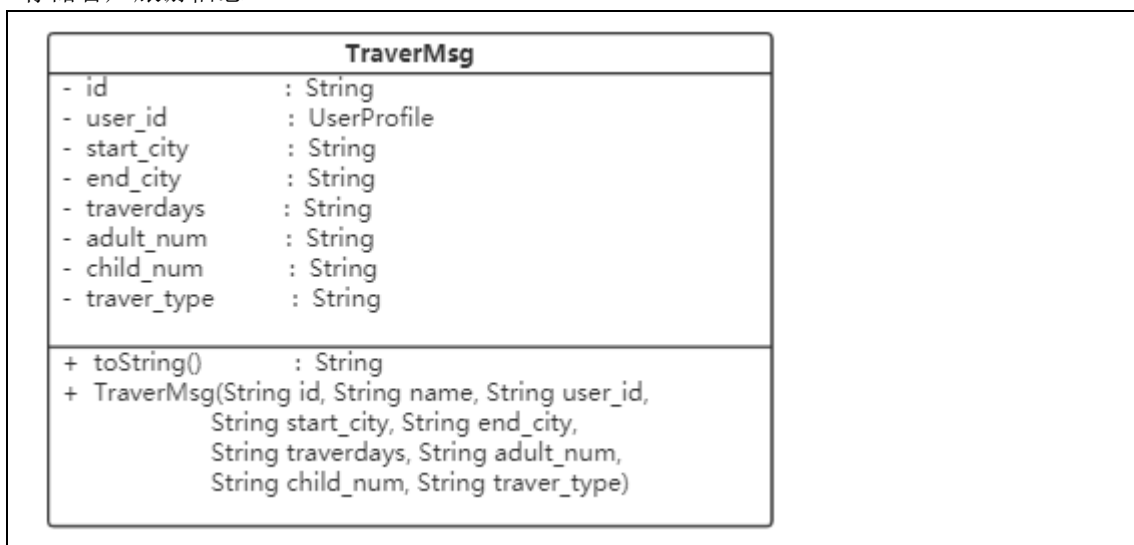 TraverMsg
- id : String
- user_id : UserProfile
- start_city : String
- end_city : String
- traverdays : String
- adult_num : String
- child_num : String
- traver_type : String
+ toString() : String
+ TraverMsg(String id, String name, String user_id,
String start_city, String end_city,
String traverdays, String adult_num,
String child_num, String traver_type)